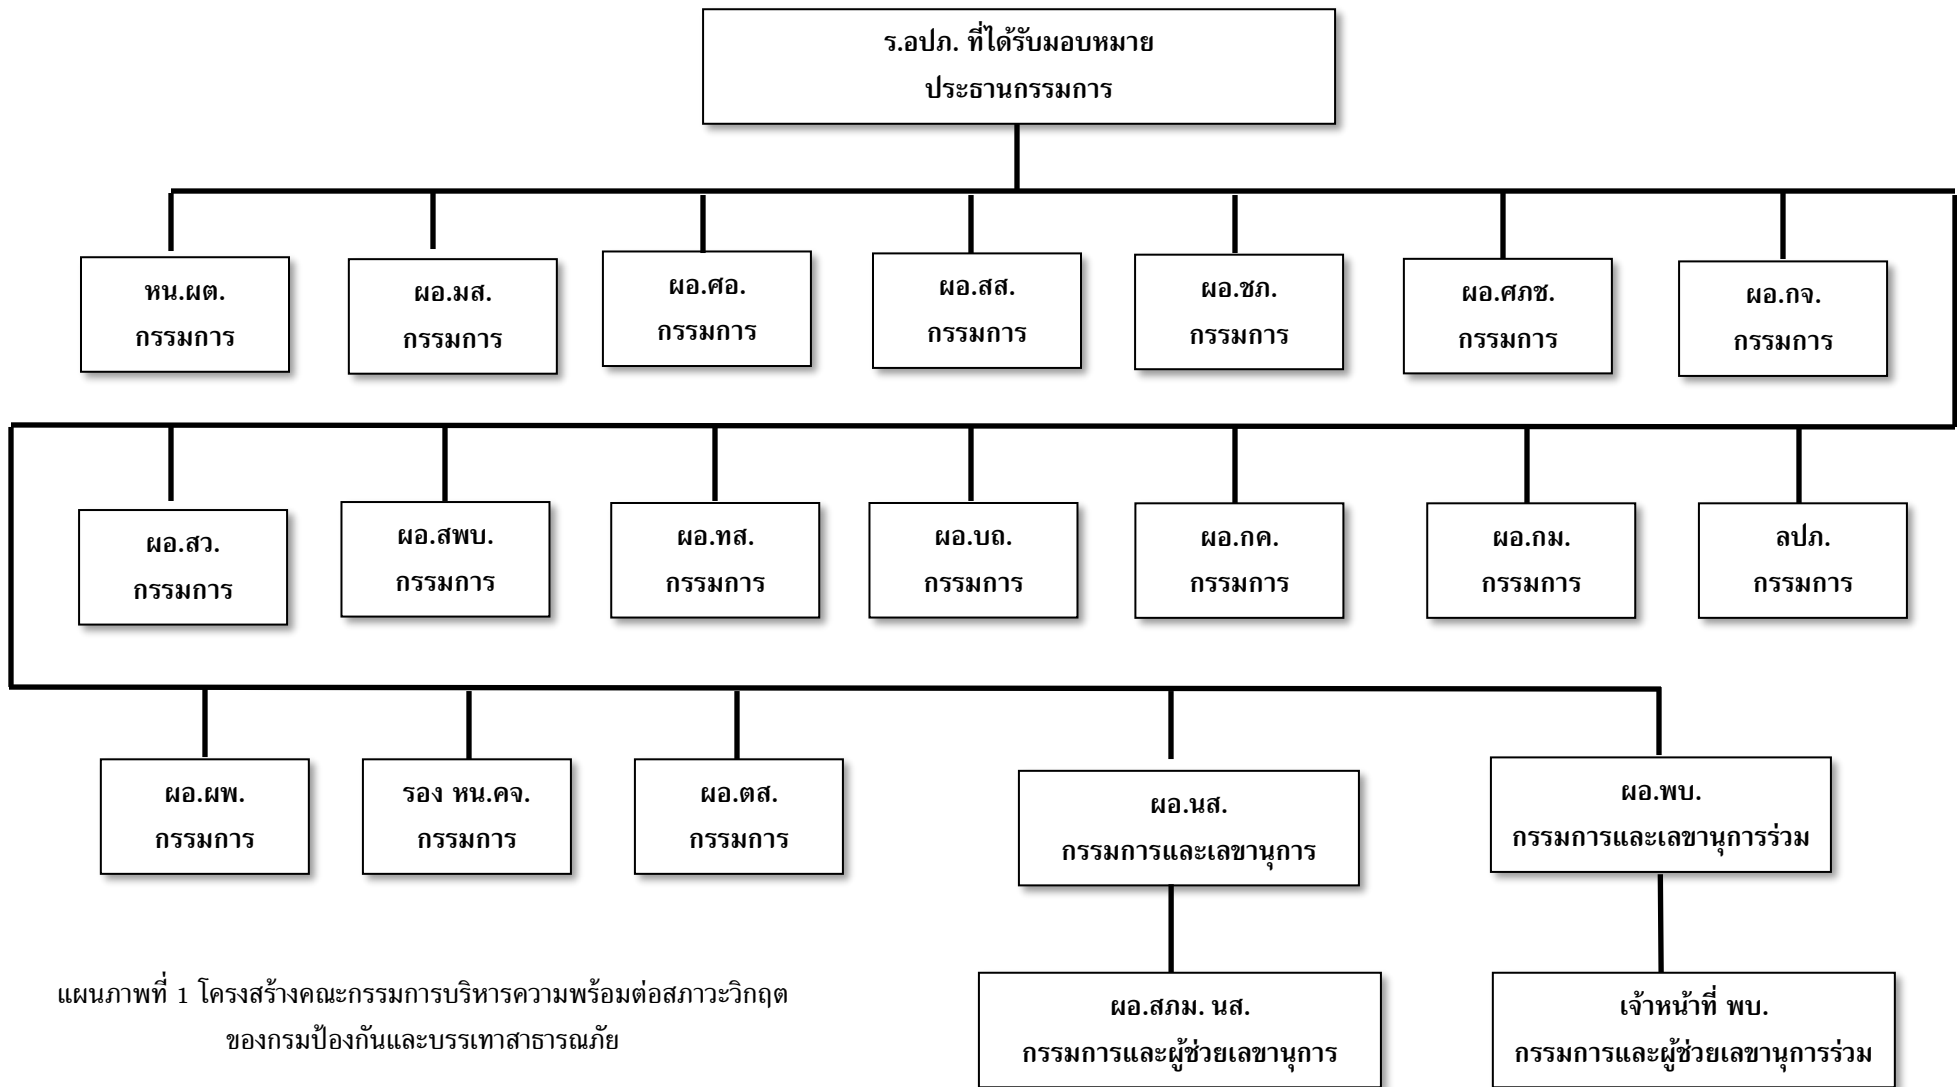 ร.อปภ. ที่ได้รับมอบหมาย
ประธานกรรมการ
หน.ผต.
กรรมการ
ผอ.มส.
กรรมการ
ผอ.ศอ.
กรรมการ
ผอ.สส.
กรรมการ
ผอ.ชภ.
กรรมการ
ผอ.ศภช.
กรรมการ
ผอ.กจ.
กรรมการ
ผอ.สว.
กรรมการ
ผอ.สพบ.
กรรมการ
ผอ.ทส.
กรรมการ
ผอ.บถ.
กรรมการ
ผอ.กค.
กรรมการ
ผอ.กม.
กรรมการ
ลปภ.
กรรมการ
ผอ.ผพ.
กรรมการ
รอง หน.คจ.
กรรมการ
ผอ.ตส.
กรรมการ
ผอ.นส.
กรรมการและเลขานุการ
ผอ.พบ.
กรรมการและเลขานุการร่วม
ผอ.สภม. นส.
กรรมการและผู้ช่วยเลขานุการ
เจ้าหน้าที่ พบ.
กรรมการและผู้ช่วยเลขานุการร่วม
แผนภาพที่ 1 โครงสร้างคณะกรรมการบริหารความพร้อมต่อสภาวะวิกฤต
ของกรมป้องกันและบรรเทาสาธารณภัย